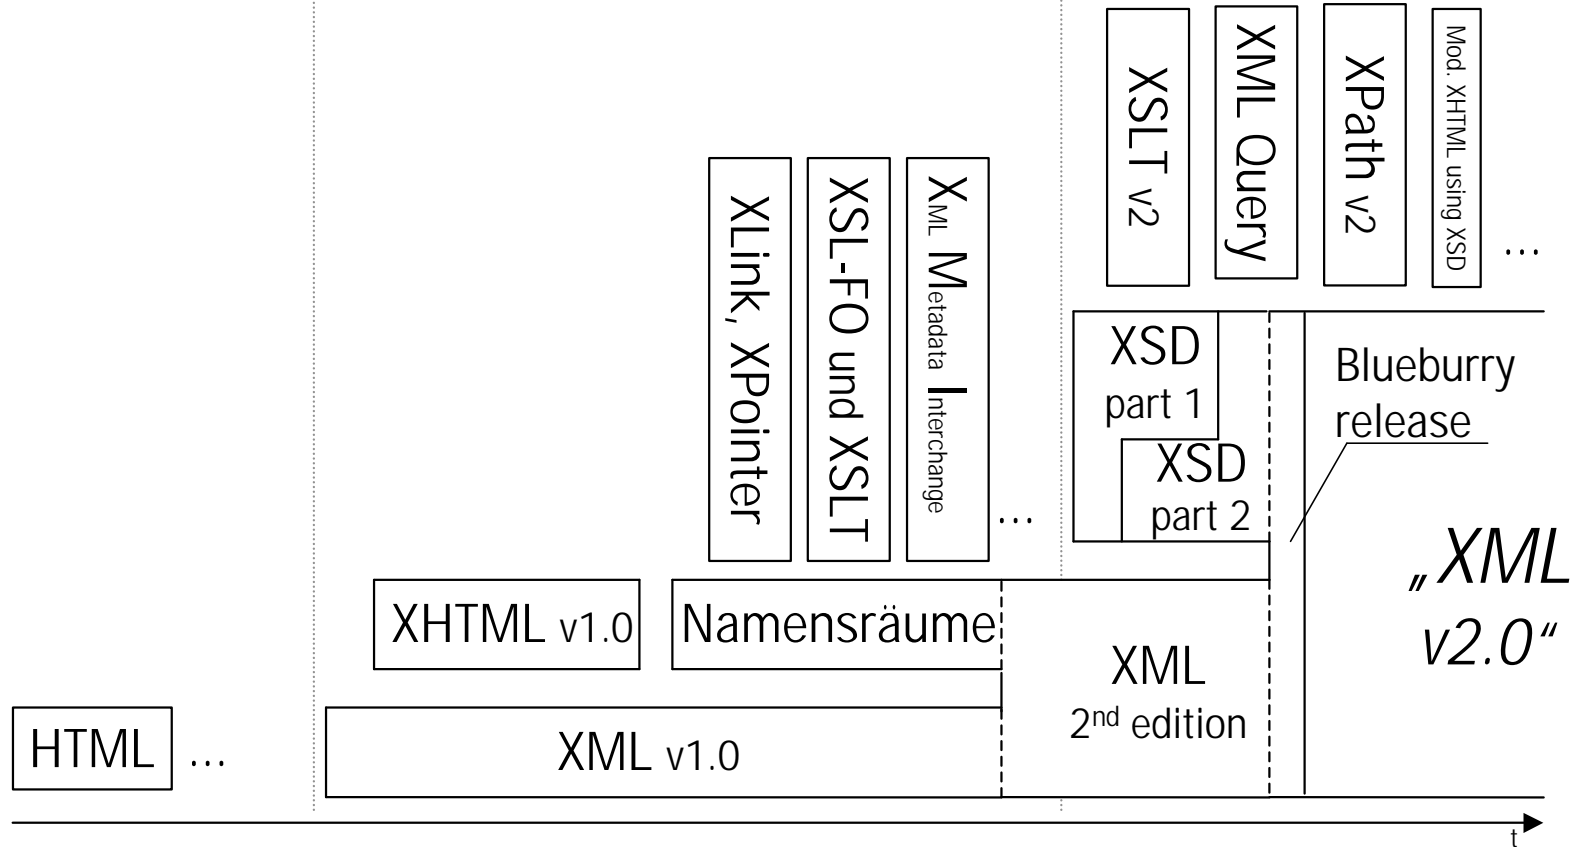 XSLT v2
XML Query
XPath v2
Mod. XHTML using XSD
...
XLink, XPointer
XSL-FO und XSLT
XML Metadata Interchange
...
XSD
part 1
XSD
part 2
Blueburry
release
„XML
v2.0“
XHTML v1.0
Namensräume
XML
2nd edition
HTML
...
XML v1.0
t